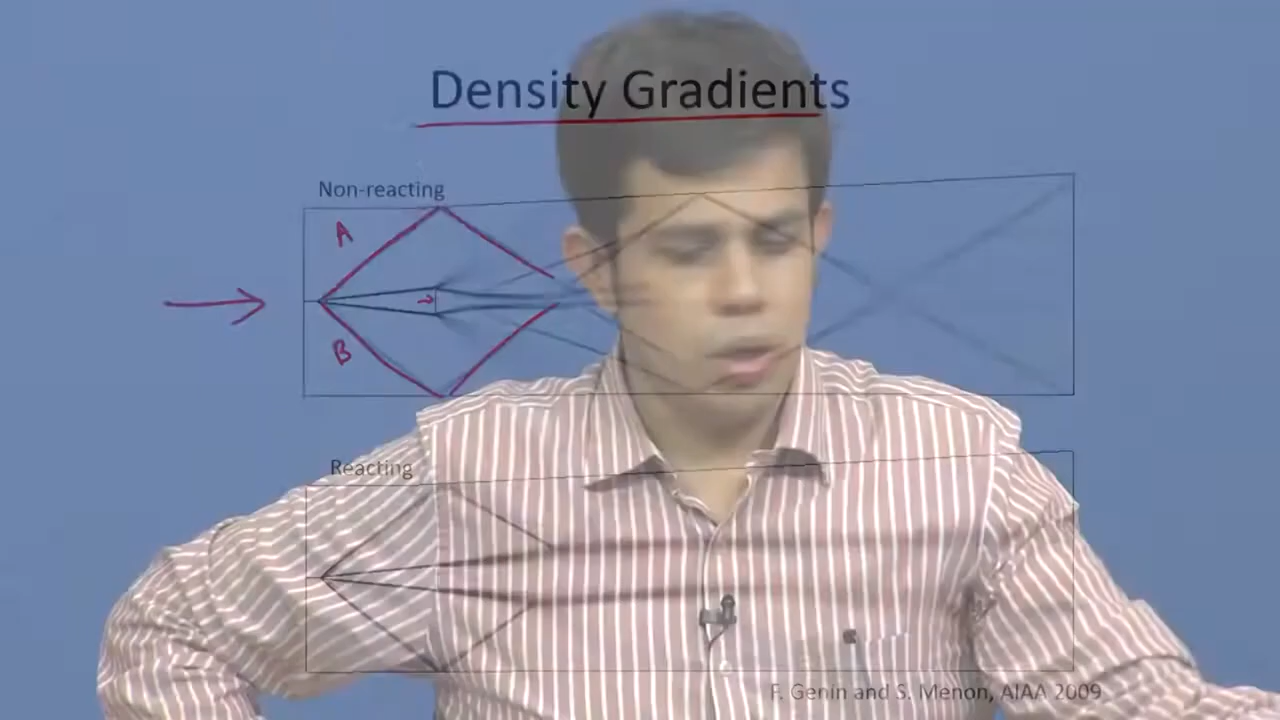 Density Gradients
Non-reacting
A
B
Reacting
F. Genin and S. Menon, AIAA 2009